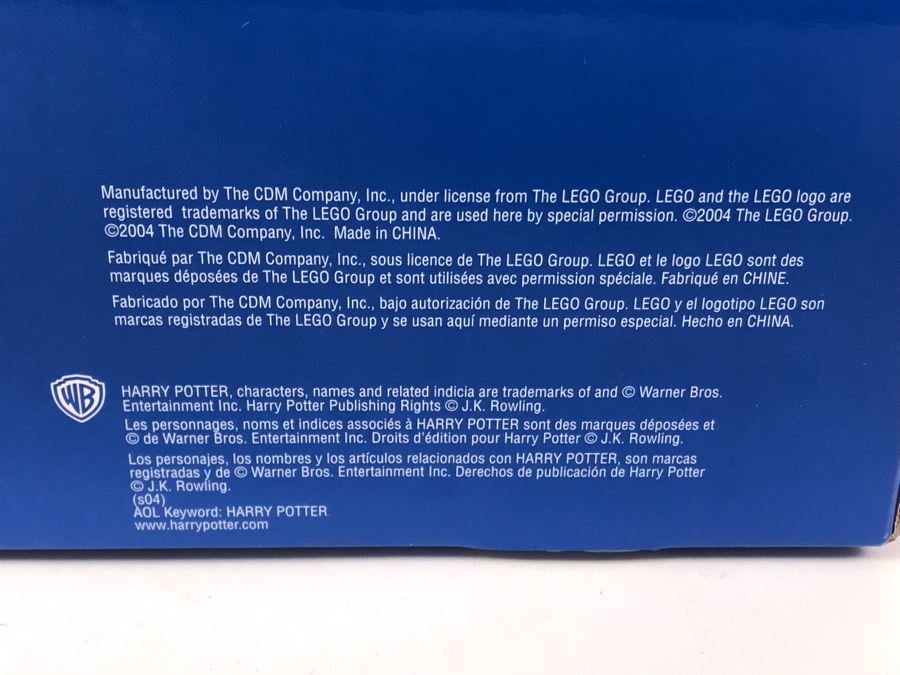 Manufactured by The CDM Company, Inc., under license from The LEGO Group. LEGO and the LEGO logo are
registered trademarks of The LEGO Group and are used here by special permission. ©2004 The LEGO Group.
©2004 The CDM Company, Inc. Made in CHINA.
Fabriqué par The CDM Company, Inc., sous licence de The LEGO Group. LEGO et le logo LEGO sont des
marques déposées de The LEGO Group et sont utilisées avec permission spéciale. Fabriqué en CHINE.
Fabricado por The CDM Company, Inc., bajo autorización de The LEGO Group. LEGO y el logotipo LEGO son
marcas registradas de The LEGO Group y se usan aquí mediante un permiso especial. Hecho en CHINA.
WB
HARRY POTTER, characters, names and related indicia are trademarks of and © Warner Bros.
Entertainment Inc. Harry Potter Publishing Rights © J.K. Rowling.
Les personnages, noms et indices associés à HARRY POTTER sont des marques déposées et
© de Warner Bros. Entertainment Inc. Droits d'édition pour Harry Potter © J.K. Rowling.
Los personajes, los nombres y los artículos relacionados con HARRY POTTER, son marcas
registradas y de © Warner Bros. Entertainment Inc. Derechos de publicación de Harry Potter
© J.K. Rowling.
(s04)
AOL Keyword: HARRY POTTER
www.harrypotter.com